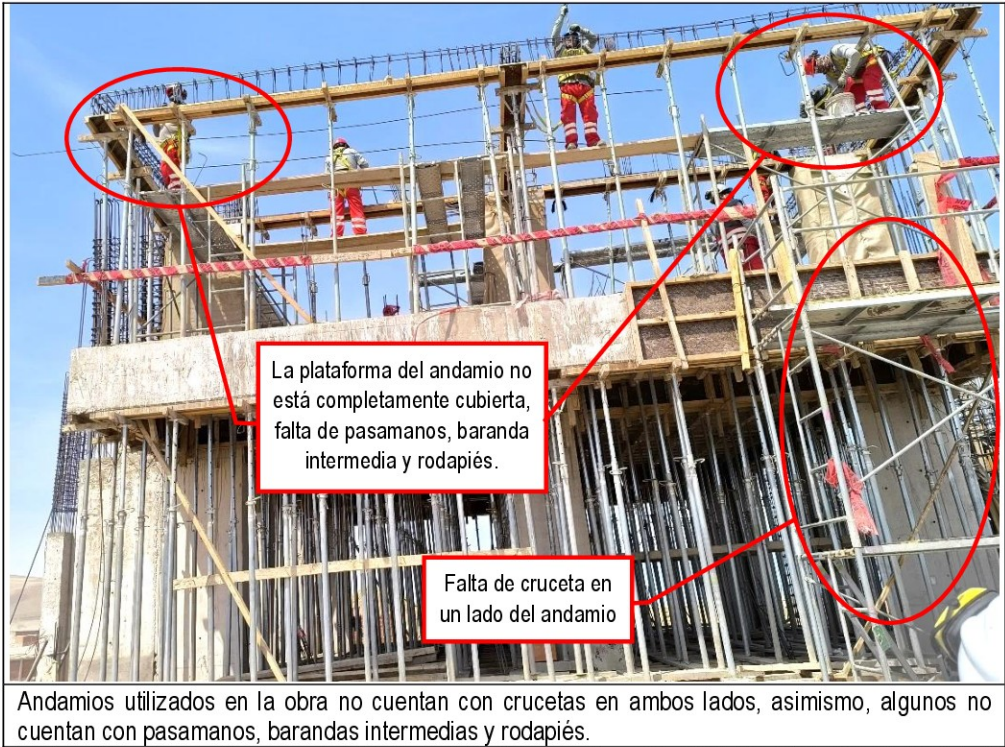 La plataforma del andamio no
está completamente cubierta,
falta de pasamanos, baranda
intermedia y rodapiés.
Falta de cruceta en
un lado del andamio
Andamios utilizados en la obra no cuentan con crucetas en ambos lados, asimismo, algunos no
cuentan con pasamanos, barandas intermedias y rodapiés.